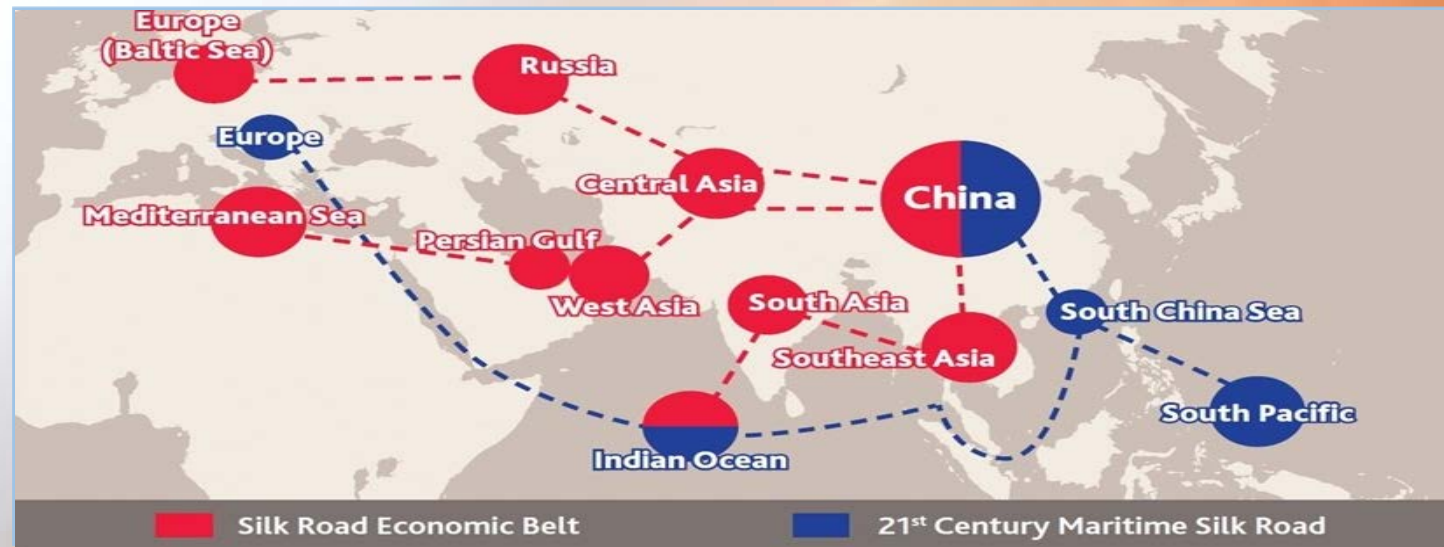 Europe
(Baltic Sea)
Russia
Europe
Central Asia
China
Mediterranean Sea
Persian Gulf
West Asia
South Asia
South China Sea
Southeast Asia
South Pacific
Indian Ocean
Silk Road Economic Belt
21st Century Maritime Silk Road